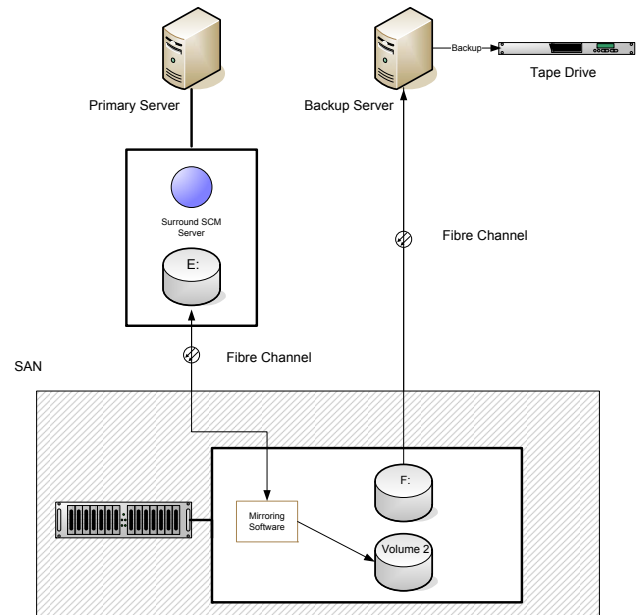 Backup
Tape Drive
Primary Server
Backup Server
Surround SCM
Server
E:
Fibre Channel
Fibre Channel
SAN
F:
Mirroring
Software
Volume 2